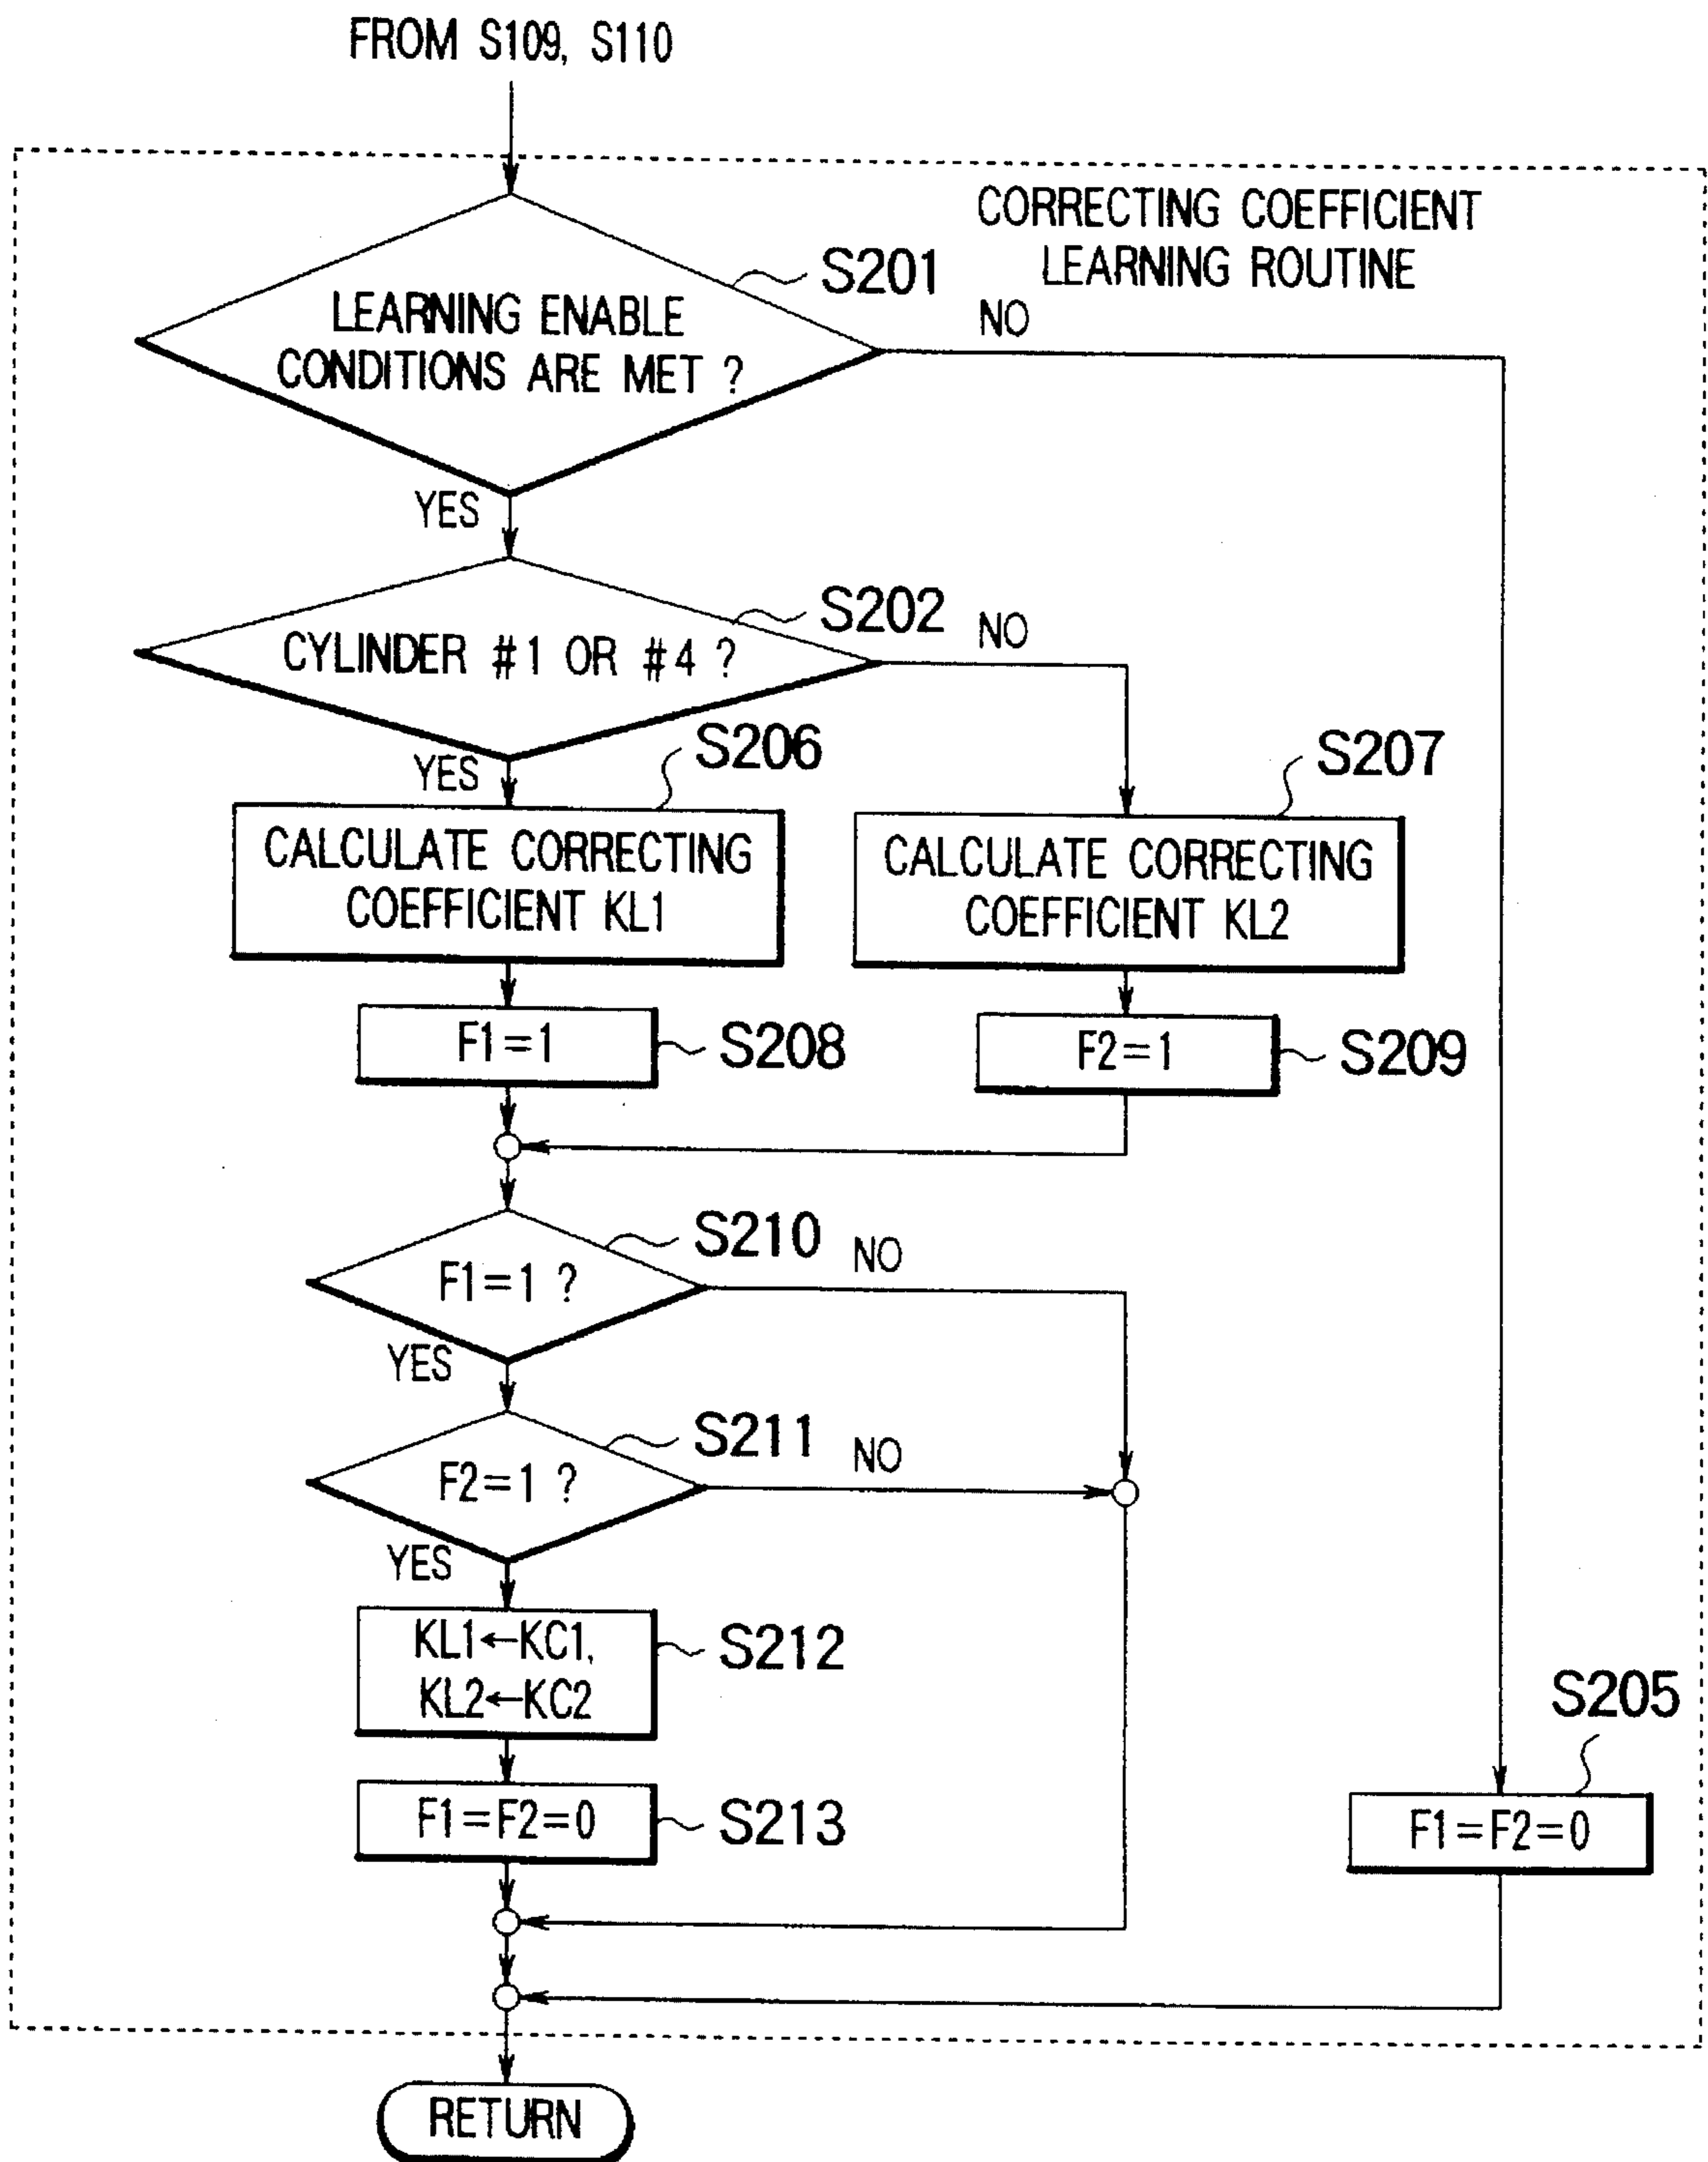 FROM S109, S110
CORRECTING COEFFICIENT
LEARNING ROUTINE
S201
LEARNING ENABLE
CONDITIONS ARE MET ?
NO
YES
S202
CYLINDER #1 OR #4 ?
NO
YES
S206
CALCULATE CORRECTING
COEFFICIENT KL1
S207
CALCULATE CORRECTING
COEFFICIENT KL2
F1=1
S208
F2=1
S209
S210
F1=1 ?
NO
YES
S211
F2=1 ?
NO
YES
KL1←KC1,
KL2←KC2
S212
F1=F2=0
S213
S205
F1=F2=0
RETURN